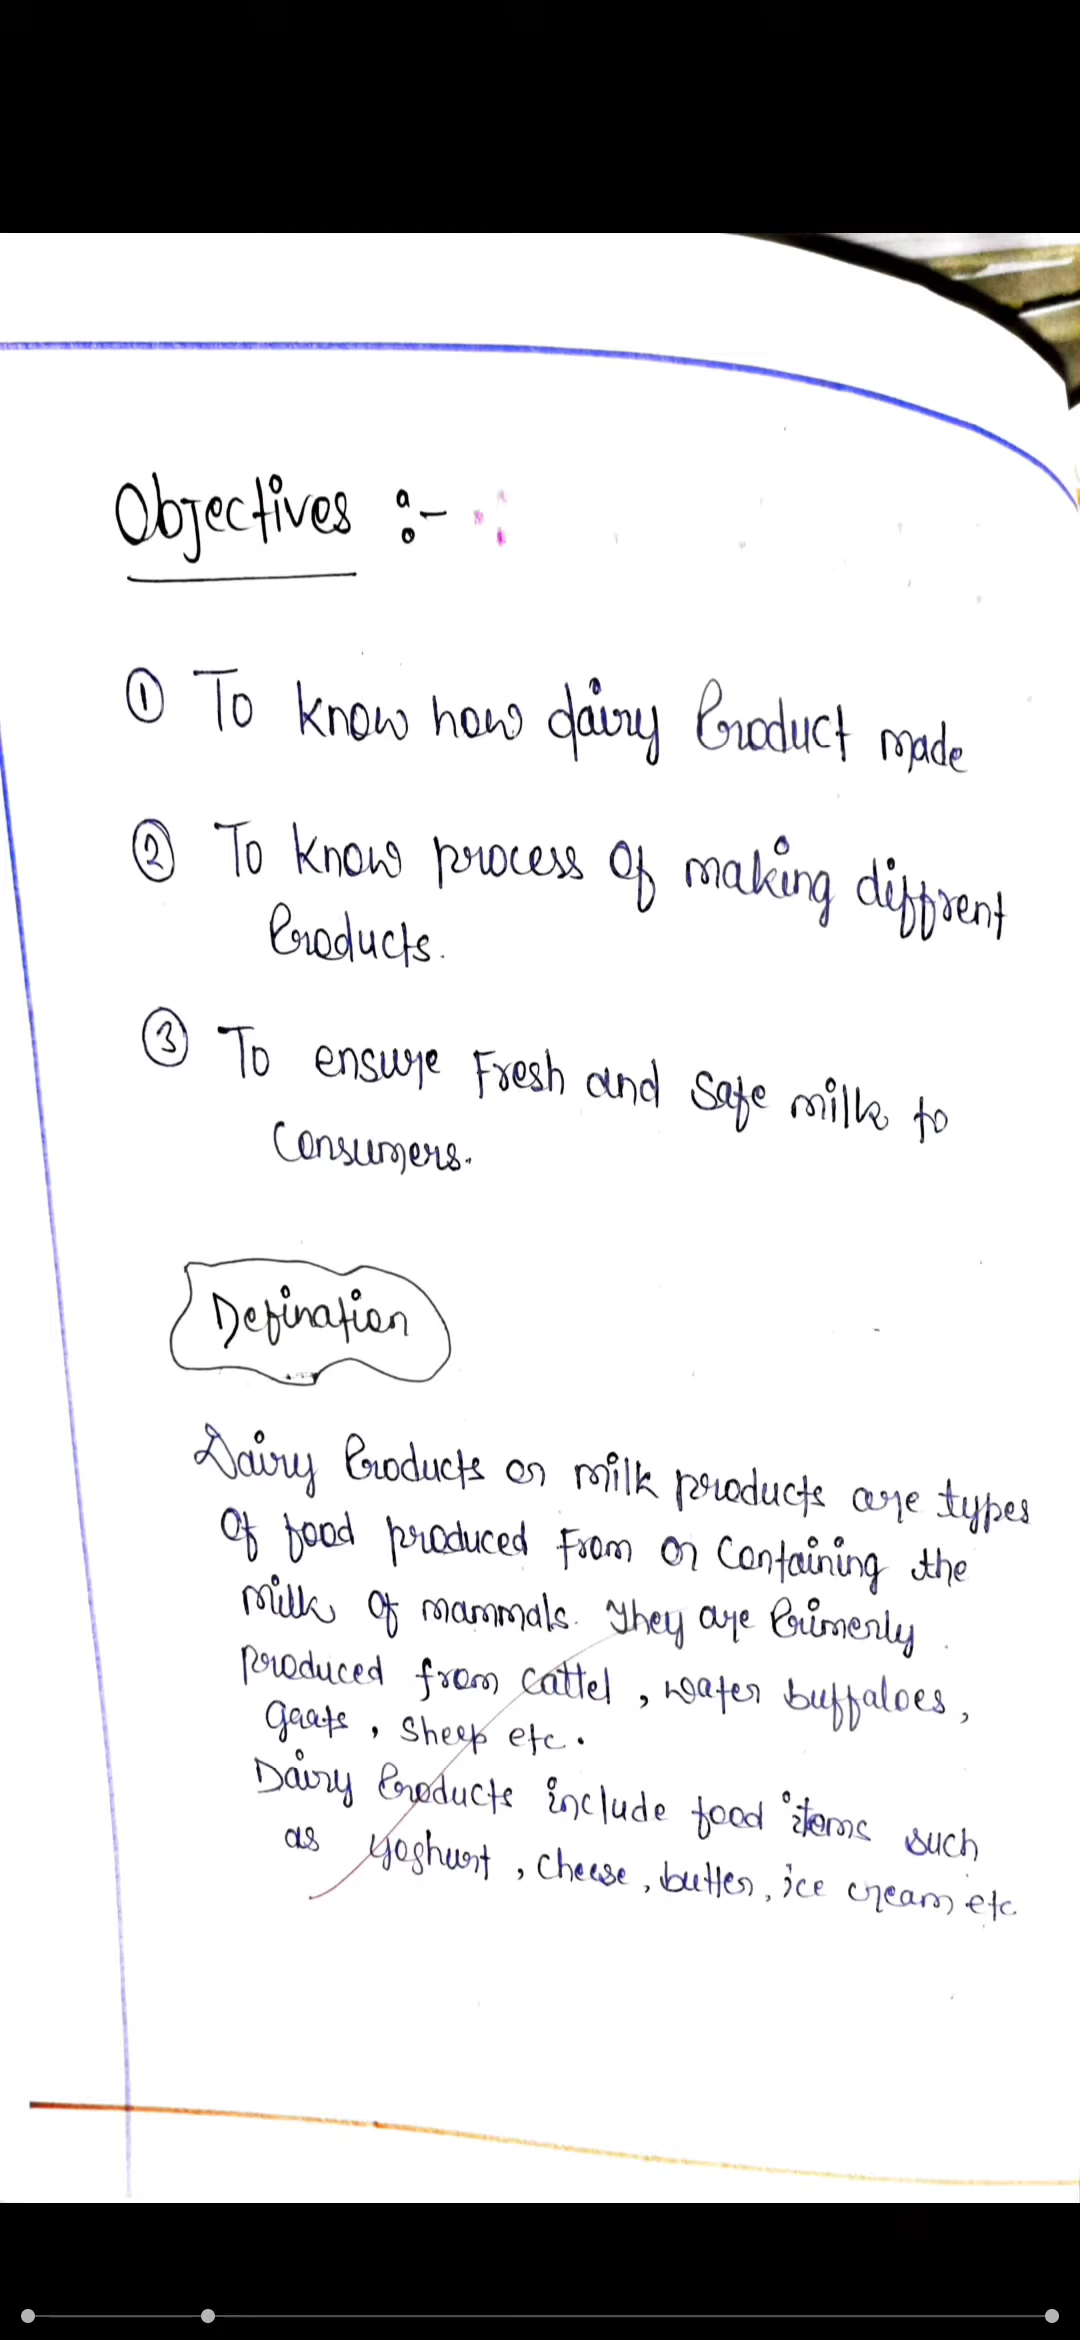 Objectives :-
① To know how dairy Product made
② To know process of making diffrent
Products.
③ To ensure Fresh and safe milk to
Consumers.
Defination
Dairy Products or milk products are types
of food produced From or Containing the
milk of mammals. They are Primerly
produced from Cattel, water buffaloes,
goats, sheep etc.
Dairy Products include food items such
as yoghurt, cheese, butter, ice cream etc